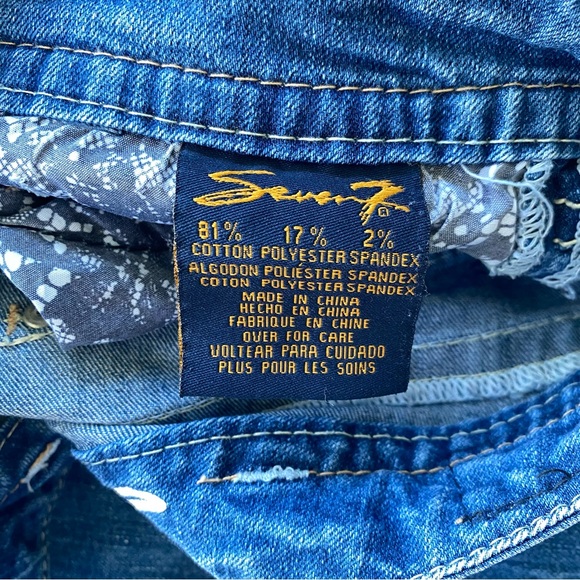 Seven7
81% 17% 2%
COTTON POLYESTER SPANDEX
ALGODON POLIÉSTER SPANDEX
COTON POLYESTER SPANDEX
MADE IN CHINA
HECHO EN CHINA
FABRIQUE EN CHINE
OVER FOR CARE
VOLTEAR PARA CUIDADO
PLUS POUR LES SOINS